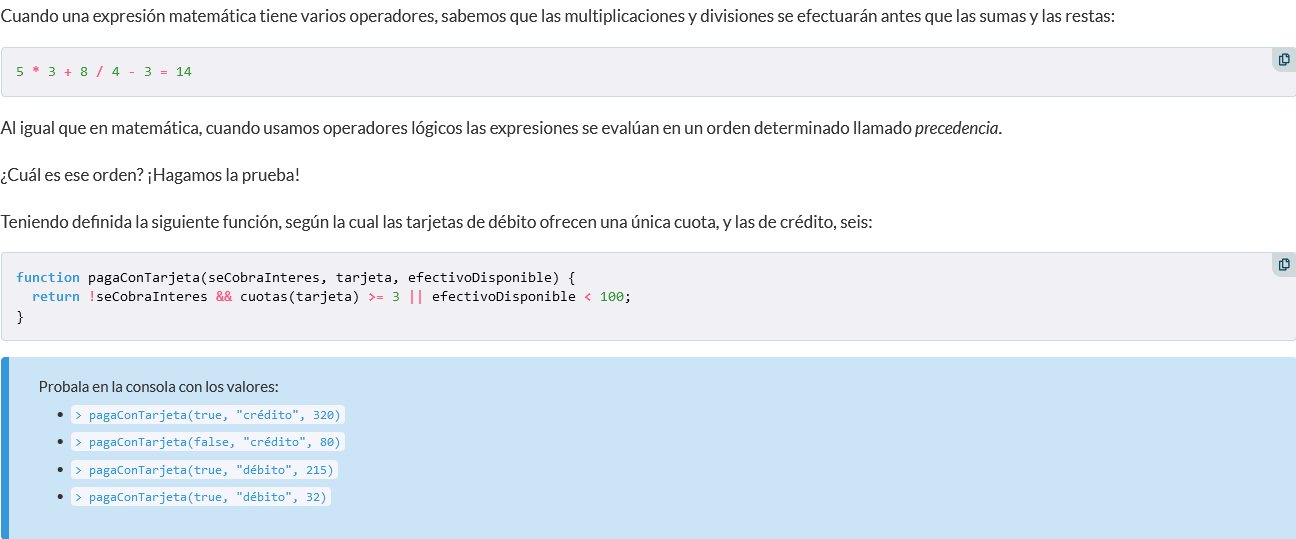 Cuando una expresión matemática tiene varios operadores, sabemos que las multiplicaciones y divisiones se efectuarán antes que las sumas y las restas:
5 * 3 + 8 / 4 - 3 = 14
Al igual que en matemática, cuando usamos operadores lógicos las expresiones se evalúan en un orden determinado llamado precedencia.
¿Cuál es ese orden? ¡Hagamos la prueba!
Teniendo definida la siguiente función, según la cual las tarjetas de débito ofrecen una única cuota, y las de crédito, seis:
function pagaConTarjeta(seCobraInteres, tarjeta, efectivoDisponible) {
  return !seCobraInteres && cuotas(tarjeta) >= 3 || efectivoDisponible < 100;
}
Probala en la consola con los valores:
• > pagaConTarjeta(true, "crédito", 320)
• > pagaConTarjeta(false, "crédito", 80)
• > pagaConTarjeta(true, "débito", 215)
• > pagaConTarjeta(true, "débito", 32)